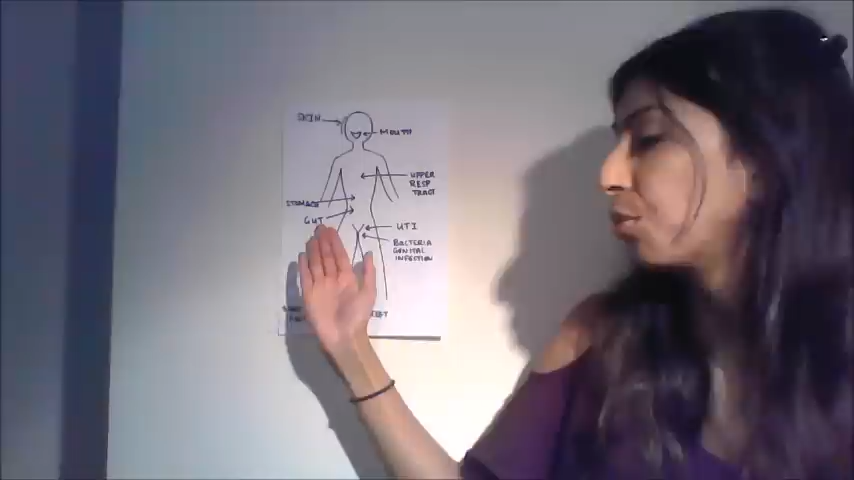 SKIN
MOUTH
UPPER
RESP
TRACT
STOMACH
GUT
UTI
BACTERIA
GENITAL
INFECTION